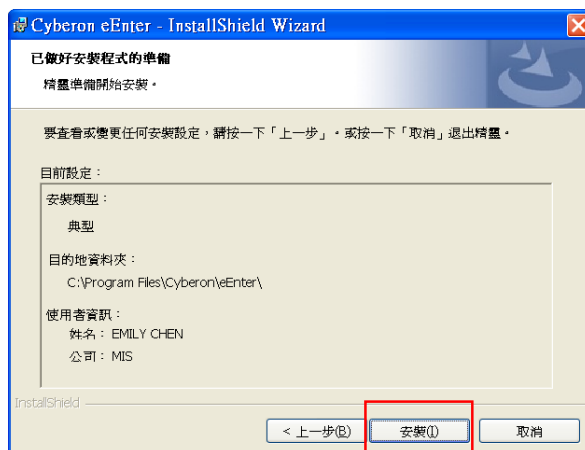 Cyberon eEnter - InstallShield Wizard
已做好安裝程式的準備
精靈準備開始安裝。
要查看或變更任何安裝設定，請按一下「上一步」。或按一下「取消」退出精靈。
目前設定：
安裝類型：
典型
目的地資料夾：
C:\Program Files\Cyberon\eEnter\
使用者資訊：
姓名： EMILY CHEN
公司： MIS
InstallShield
< 上一步(B)
安裝(I)
取消